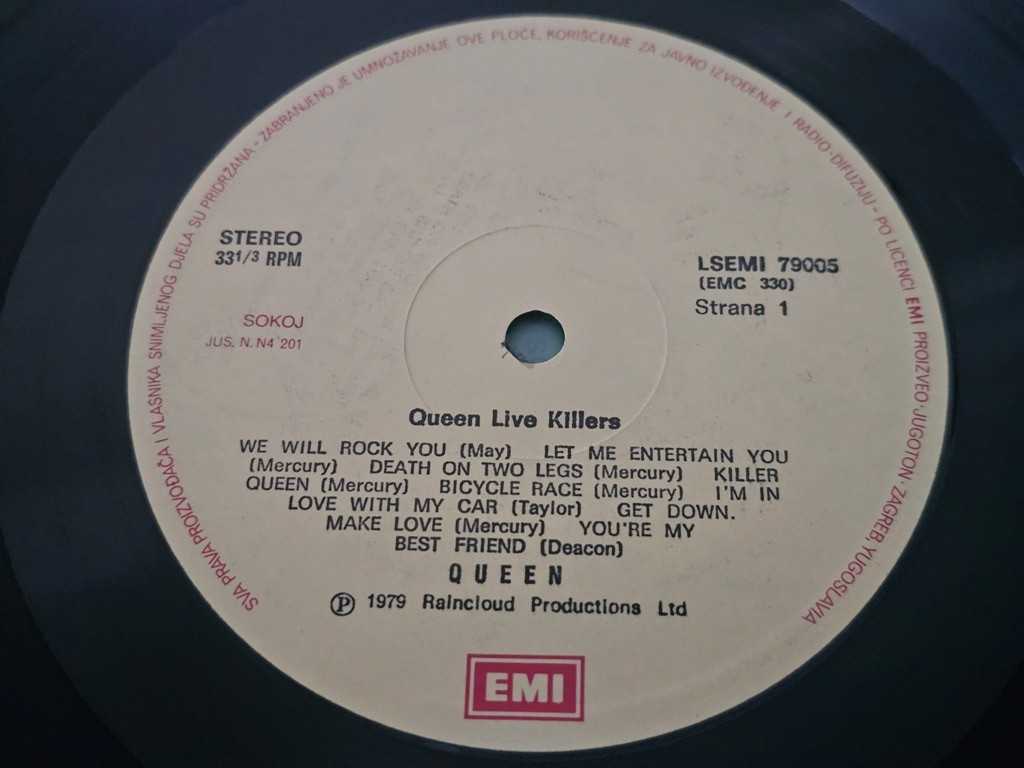 SVA PRAVA PROIZVOĐAČA I VLASNIKA SNIMLJENOG DJELA SU PRIDRŽANA · ZABRANJENO JE UMNOŽAVANJE OVE PLOČE, KORIŠĆENJE ZA JAVNO IZVOĐENJE I RADIO-DIFUZIJU · PO LICENCI EMI PROIZVEO · JUGOTON · ZAGREB, YUGOSLAVIA
STEREO
331/3 RPM
SOKOJ
JUS. N. N4 201
LSEMI 79005
(EMC 330)
Strana 1
Queen Live Killers
WE WILL ROCK YOU (May) LET ME ENTERTAIN YOU
(Mercury) DEATH ON TWO LEGS (Mercury) KILLER
QUEEN (Mercury) BICYCLE RACE (Mercury) I'M IN
LOVE WITH MY CAR (Taylor) GET DOWN.
MAKE LOVE (Mercury) YOU'RE MY
BEST FRIEND (Deacon)
QUEEN
Ⓟ 1979 Raincloud Productions Ltd
EMI